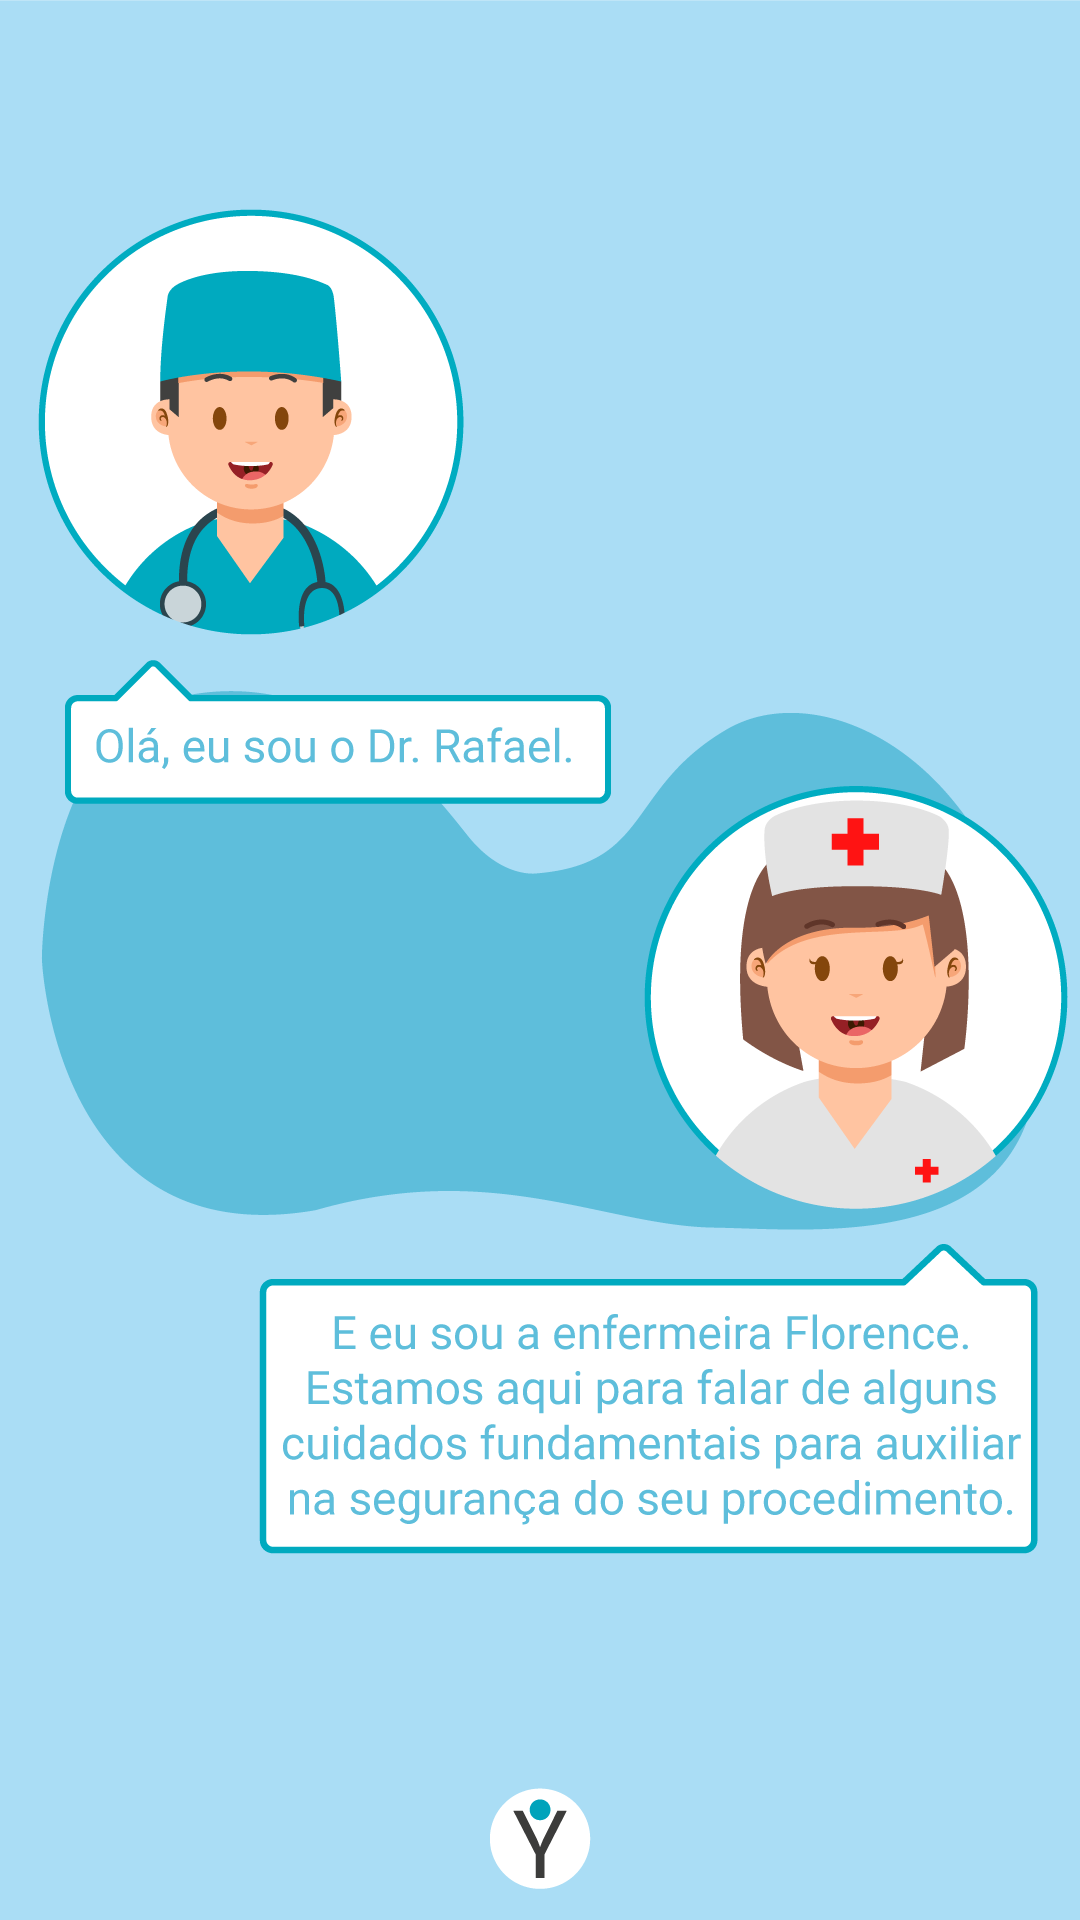 Olá, eu sou o Dr. Rafael.
E eu sou a enfermeira Florence.
Estamos aqui para falar de alguns
cuidados fundamentais para auxiliar
na segurança do seu procedimento.